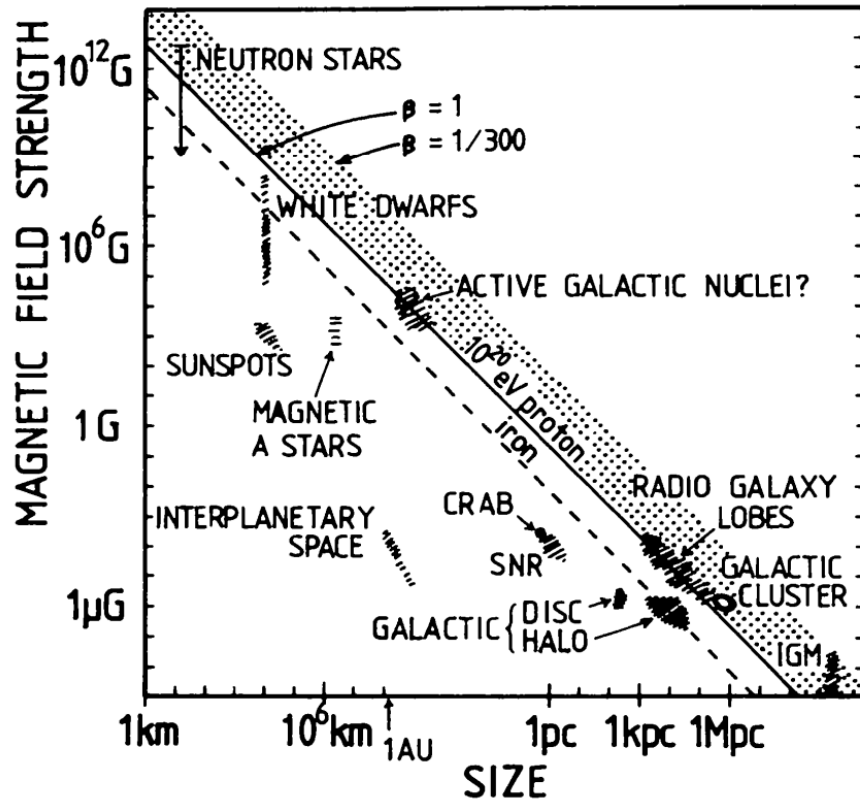 MAGNETIC FIELD STRENGTH
10¹²G
10⁶G
1G
1μG
NEUTRON STARS
β = 1
β = 1/300
WHITE DWARFS
ACTIVE GALACTIC NUCLEI?
SUNSPOTS
MAGNETIC
A STARS
10²⁰ eV proton
iron
INTERPLANETARY
SPACE
CRAB
SNR
RADIO GALAXY
LOBES
GALACTIC
CLUSTER
GALACTIC { DISC
HALO
IGM
1km
10⁶km
1AU
1pc
1kpc
1Mpc
SIZE